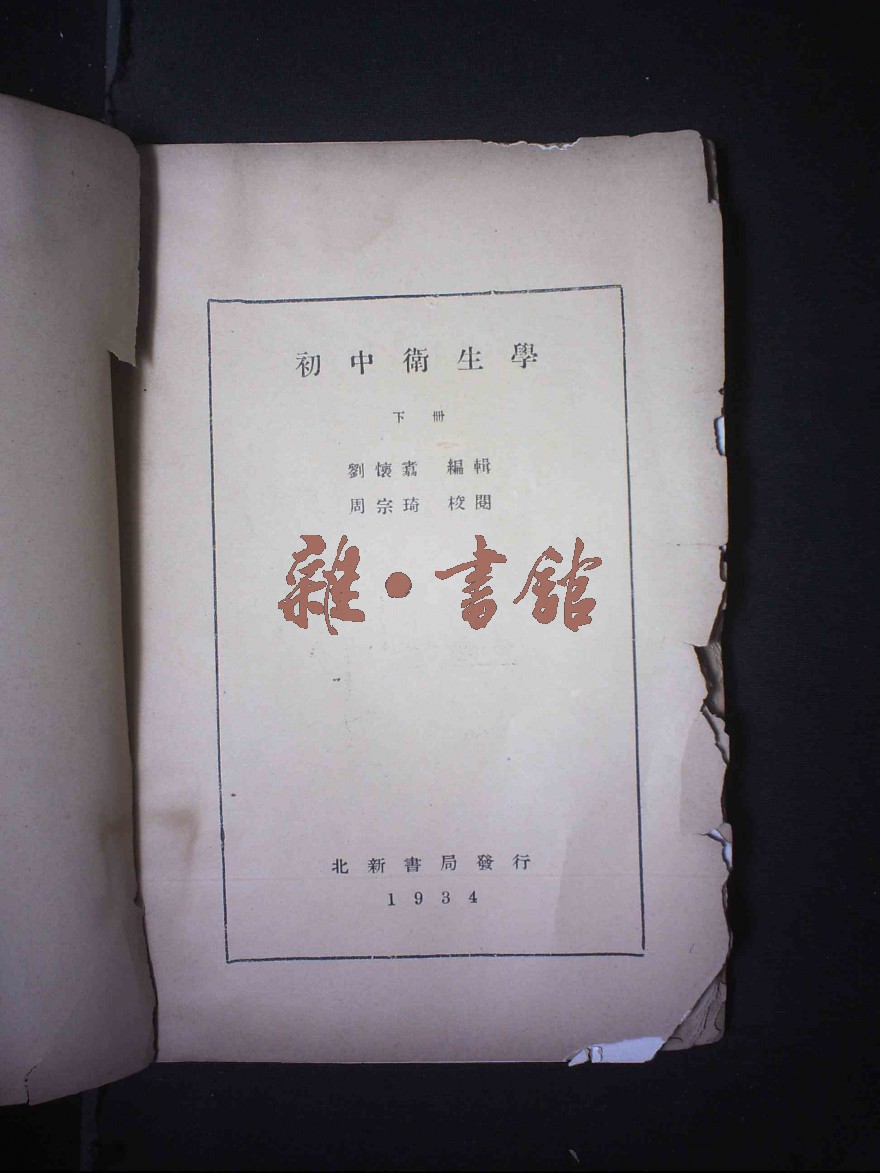 初中衛生學
下冊
劉懷翥 編輯
周宗琦 校閱
雜·書館
北新書局發行
1934